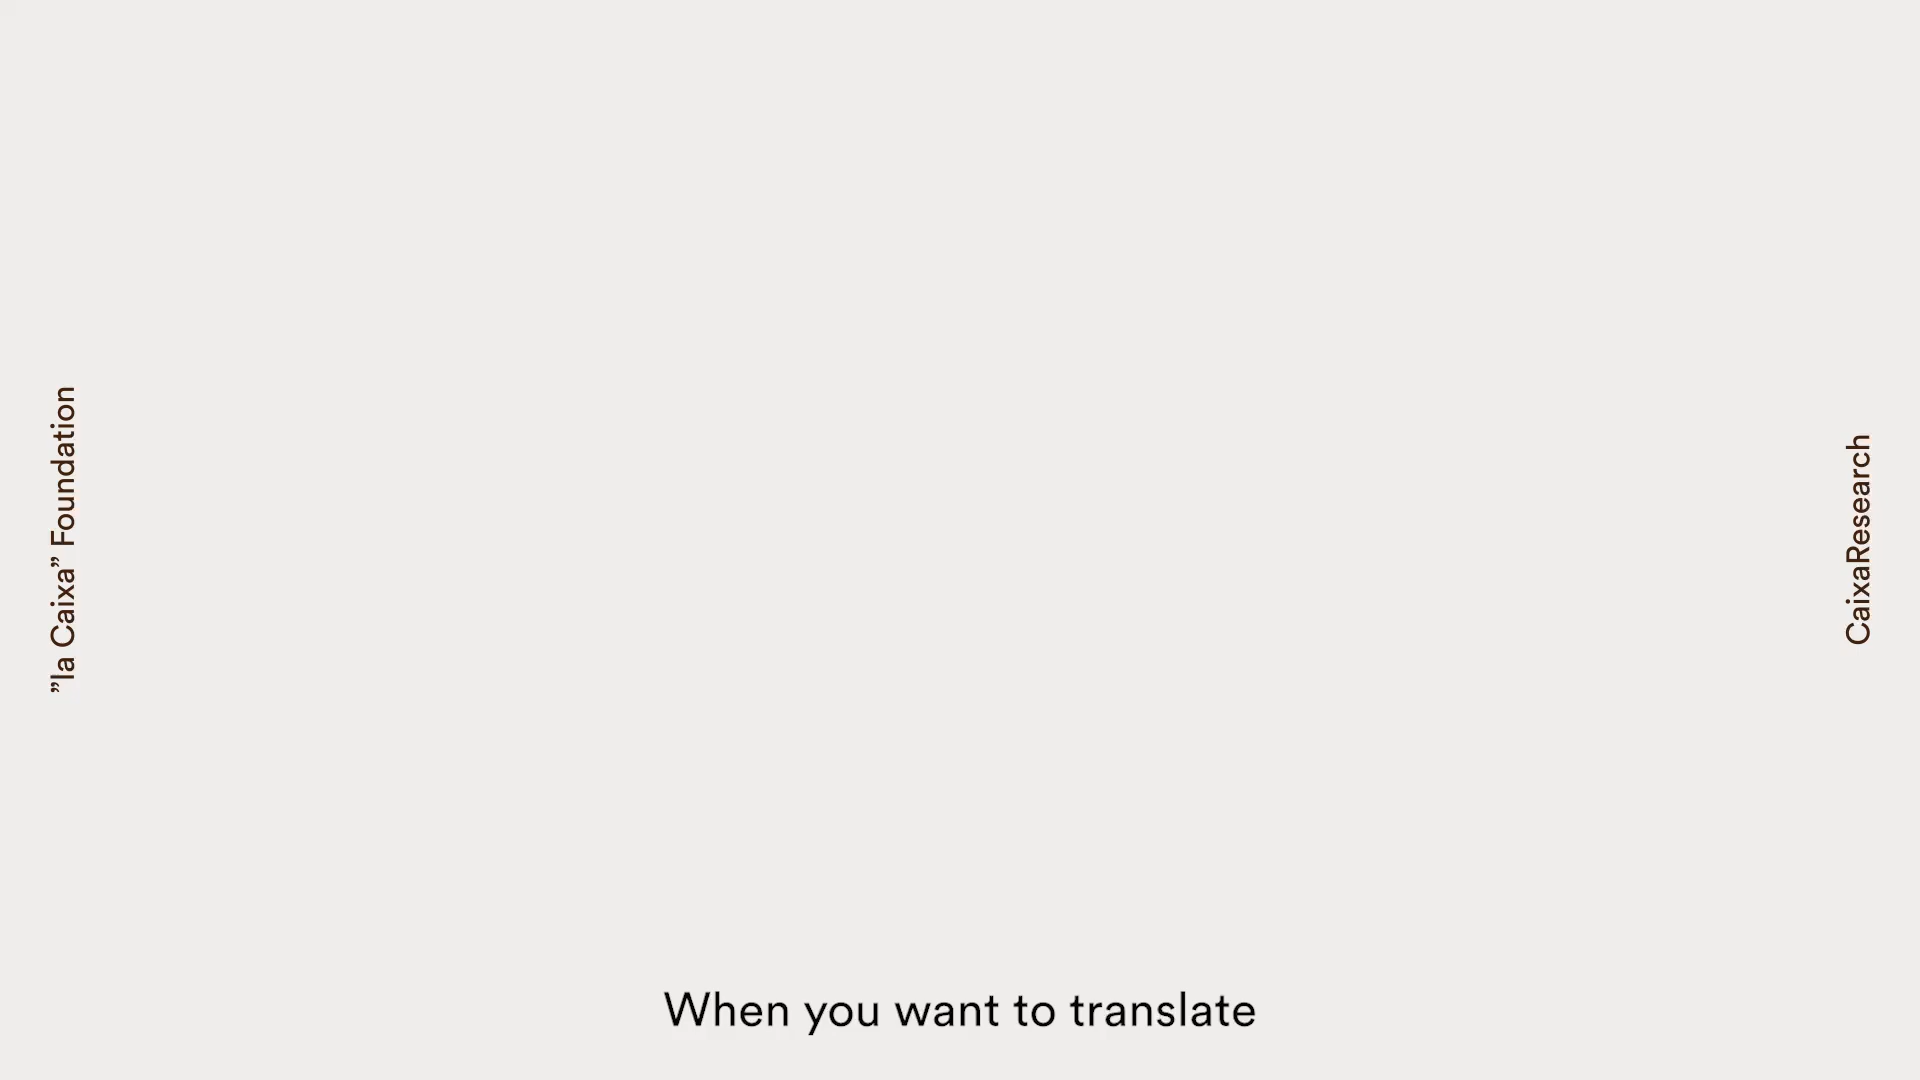 ”la Caixa” Foundation
CaixaResearch
When you want to translate